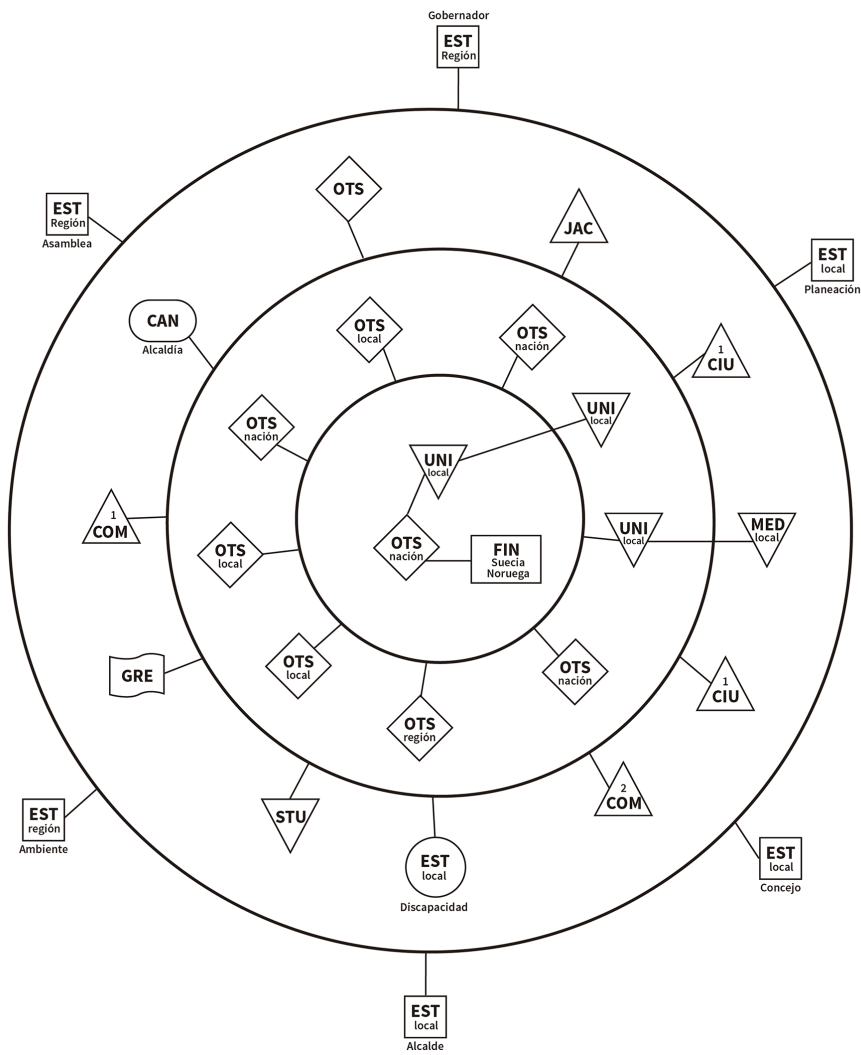 Gobernador
EST
Región
OTS
EST
Región
Asamblea
JAC
EST
local
Planeación
CAN
Alcaldía
OTS
local
OTS
nación
1
CIU
OTS
nación
UNI
local
UNI
local
1
COM
OTS
local
OTS
nación
FIN
Suecia
Noruega
UNI
local
MED
local
GRE
OTS
local
OTS
región
OTS
nación
1
CIU
EST
región
Ambiente
STU
EST
local
Discapacidad
2
COM
EST
local
Concejo
EST
local
Alcalde